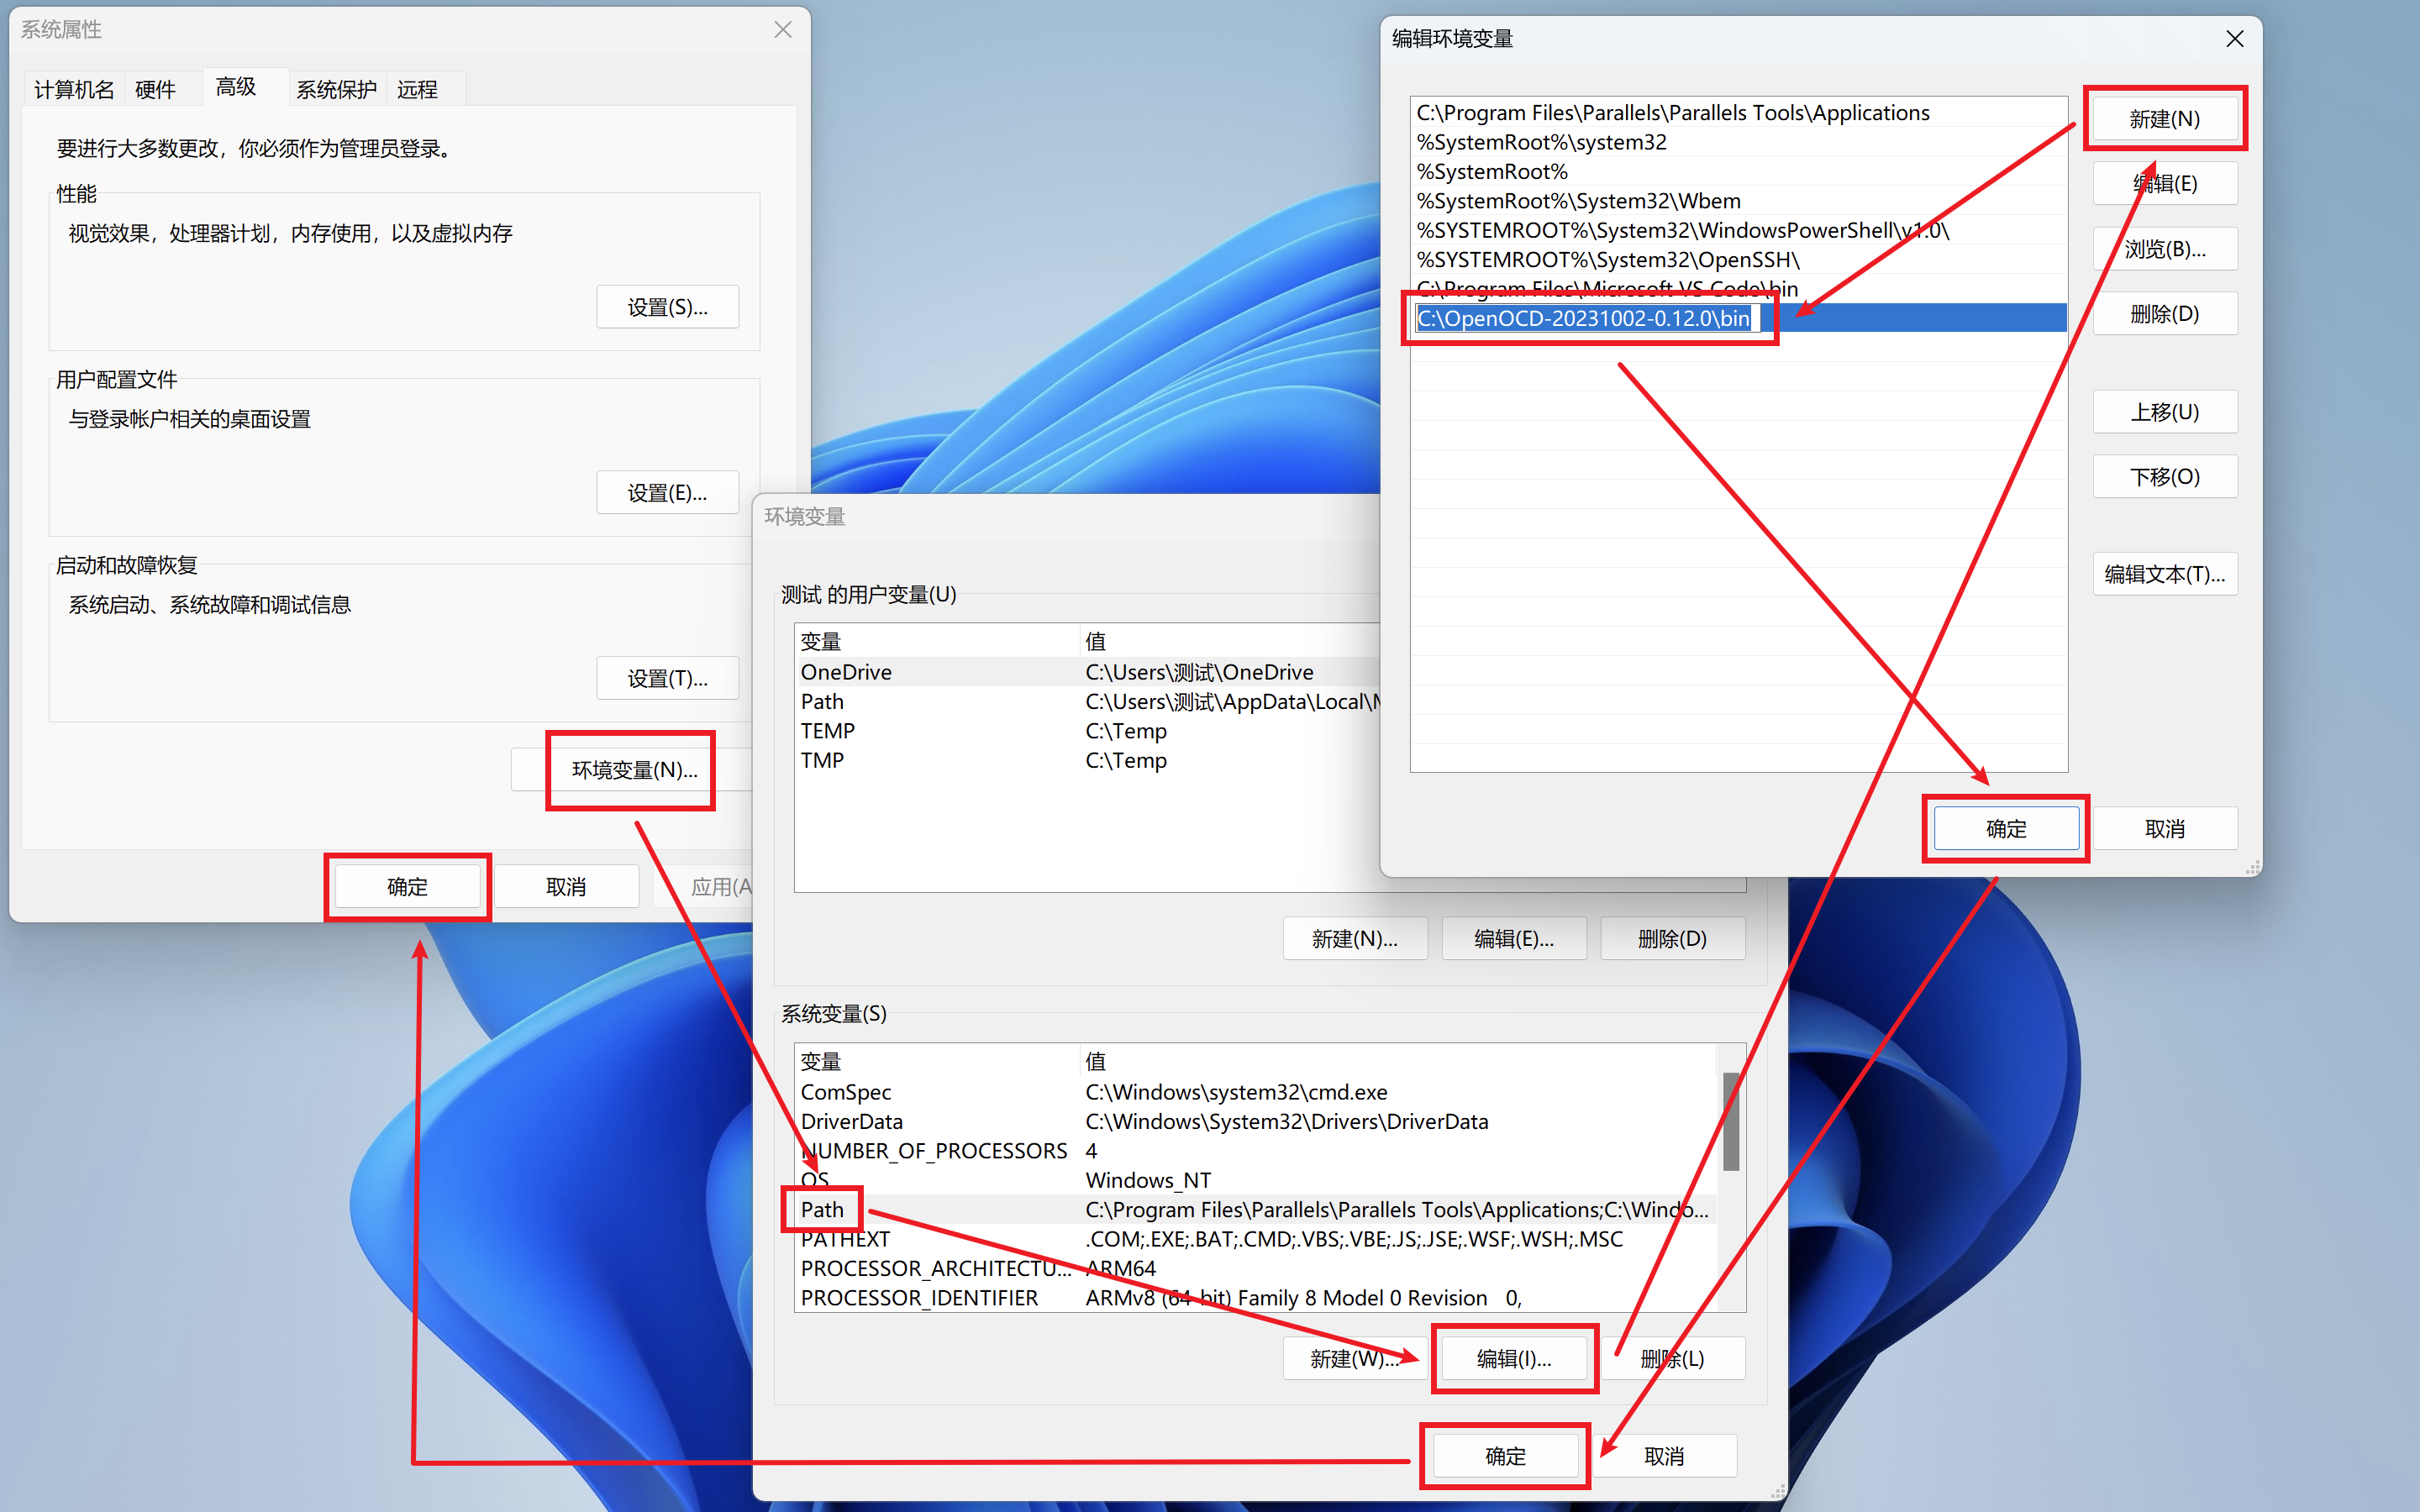 系统属性
计算机名 硬件 高级 系统保护 远程
要进行大多数更改，你必须作为管理员登录。
性能
视觉效果，处理器计划，内存使用，以及虚拟内存
设置(S)...
用户配置文件
与登录帐户相关的桌面设置
设置(E)...
启动和故障恢复
系统启动、系统故障和调试信息
设置(T)...
环境变量(N)...
确定 取消 应用(A
环境变量
测试 的用户变量(U)
变量 值
OneDrive C:\Users\测试\OneDrive
Path C:\Users\测试\AppData\Local\M
TEMP C:\Temp
TMP C:\Temp
新建(N)... 编辑(E)... 删除(D)
系统变量(S)
变量 值
ComSpec C:\Windows\system32\cmd.exe
DriverData C:\Windows\System32\Drivers\DriverData
NUMBER_OF_PROCESSORS 4
OS Windows_NT
Path C:\Program Files\Parallels\Parallels Tools\Applications;C:\Windo...
PATHEXT .COM;.EXE;.BAT;.CMD;.VBS;.VBE;.JS;.JSE;.WSF;.WSH;.MSC
PROCESSOR_ARCHITECTU... ARM64
PROCESSOR_IDENTIFIER ARMv8 (64-bit) Family 8 Model 0 Revision   0,
新建(W)... 编辑(I)... 删除(L)
确定 取消
编辑环境变量
C:\Program Files\Parallels\Parallels Tools\Applications
%SystemRoot%\system32
%SystemRoot%
%SystemRoot%\System32\Wbem
%SYSTEMROOT%\System32\WindowsPowerShell\v1.0\
%SYSTEMROOT%\System32\OpenSSH\
C:\Program Files\Microsoft VS Code\bin
C:\OpenOCD-20231002-0.12.0\bin
新建(N)
编辑(E)
浏览(B)...
删除(D)
上移(U)
下移(O)
编辑文本(T)...
确定 取消